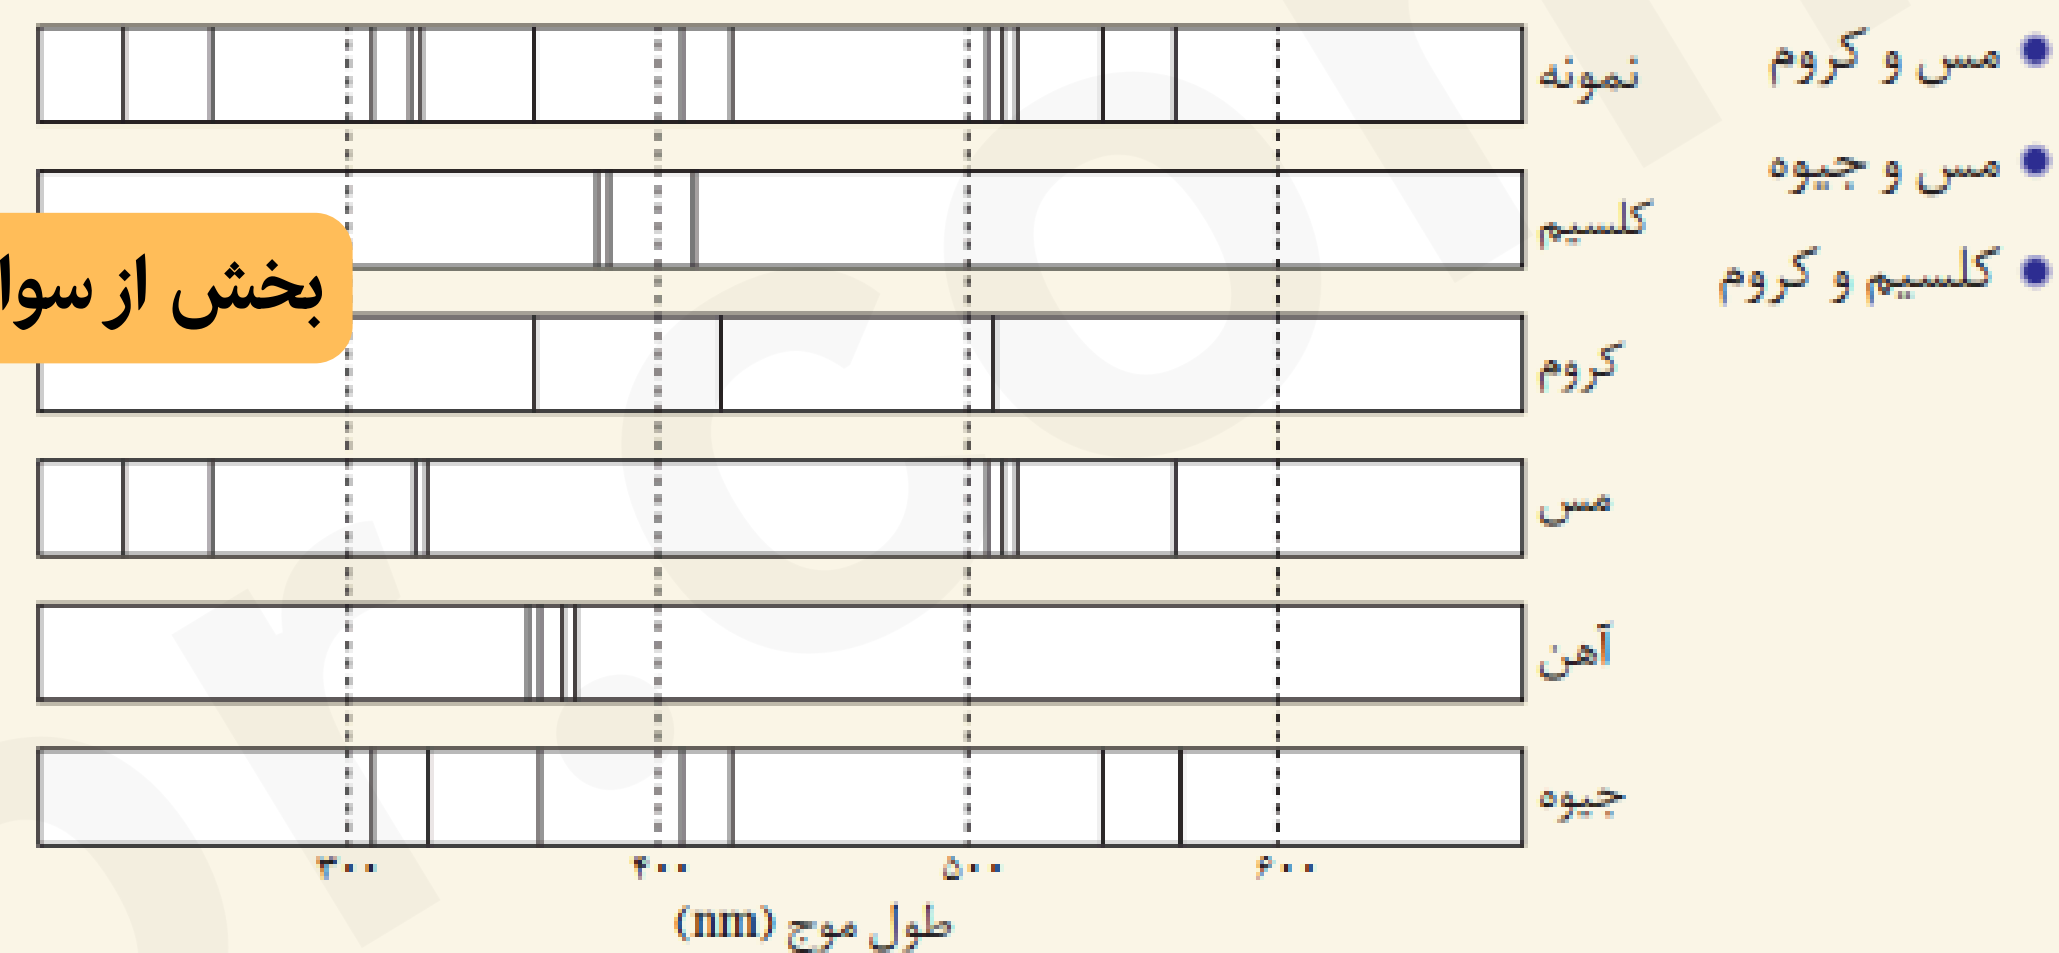 مس و کروم
مس و جیوه
کلسیم و کروم
نمونه
کلسیم
بخش از سوا
کروم
مس
آهن
جیوه
۳۰۰ ۴۰۰ ۵۰۰ ۶۰۰
طول موج (nm)